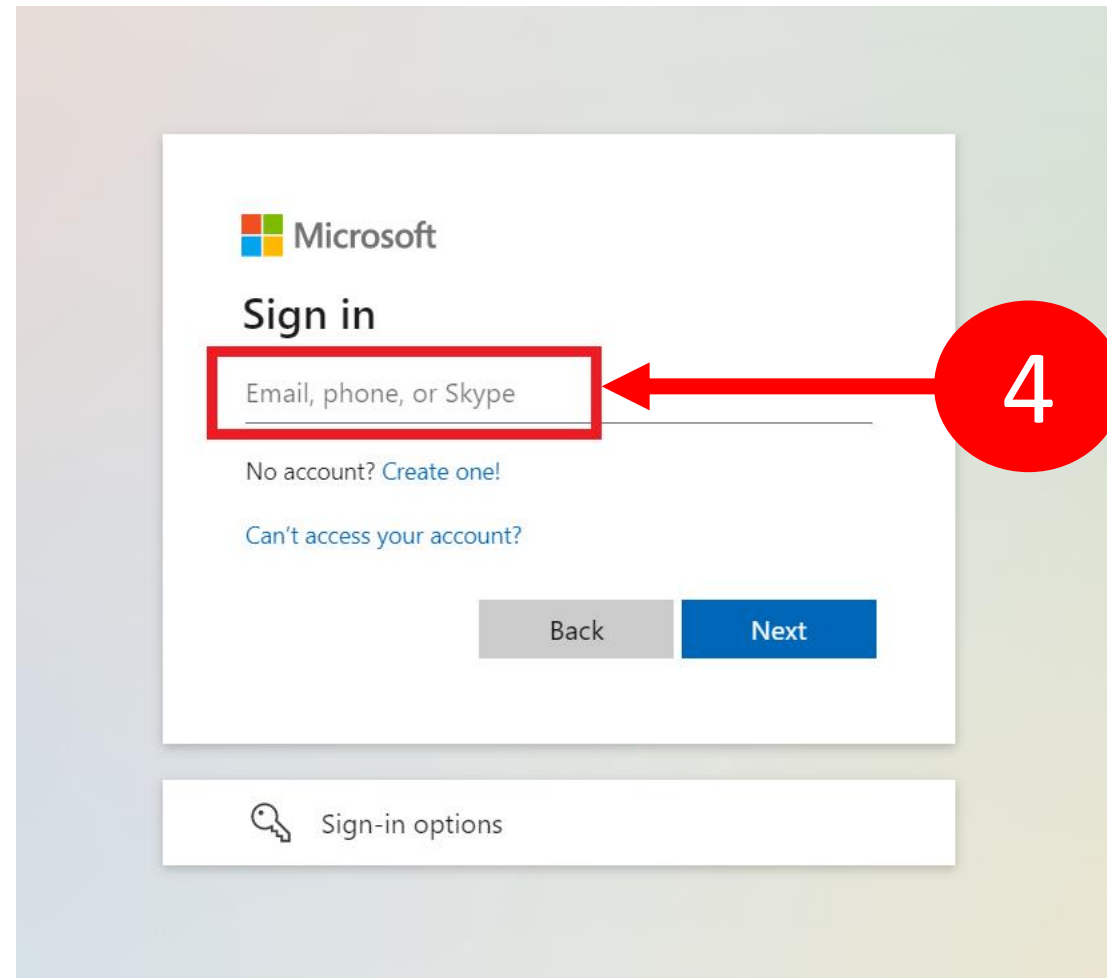 Microsoft
Sign in
Email, phone, or Skype
4
No account? Create one!
Can't access your account?
Back Next
Sign-in options